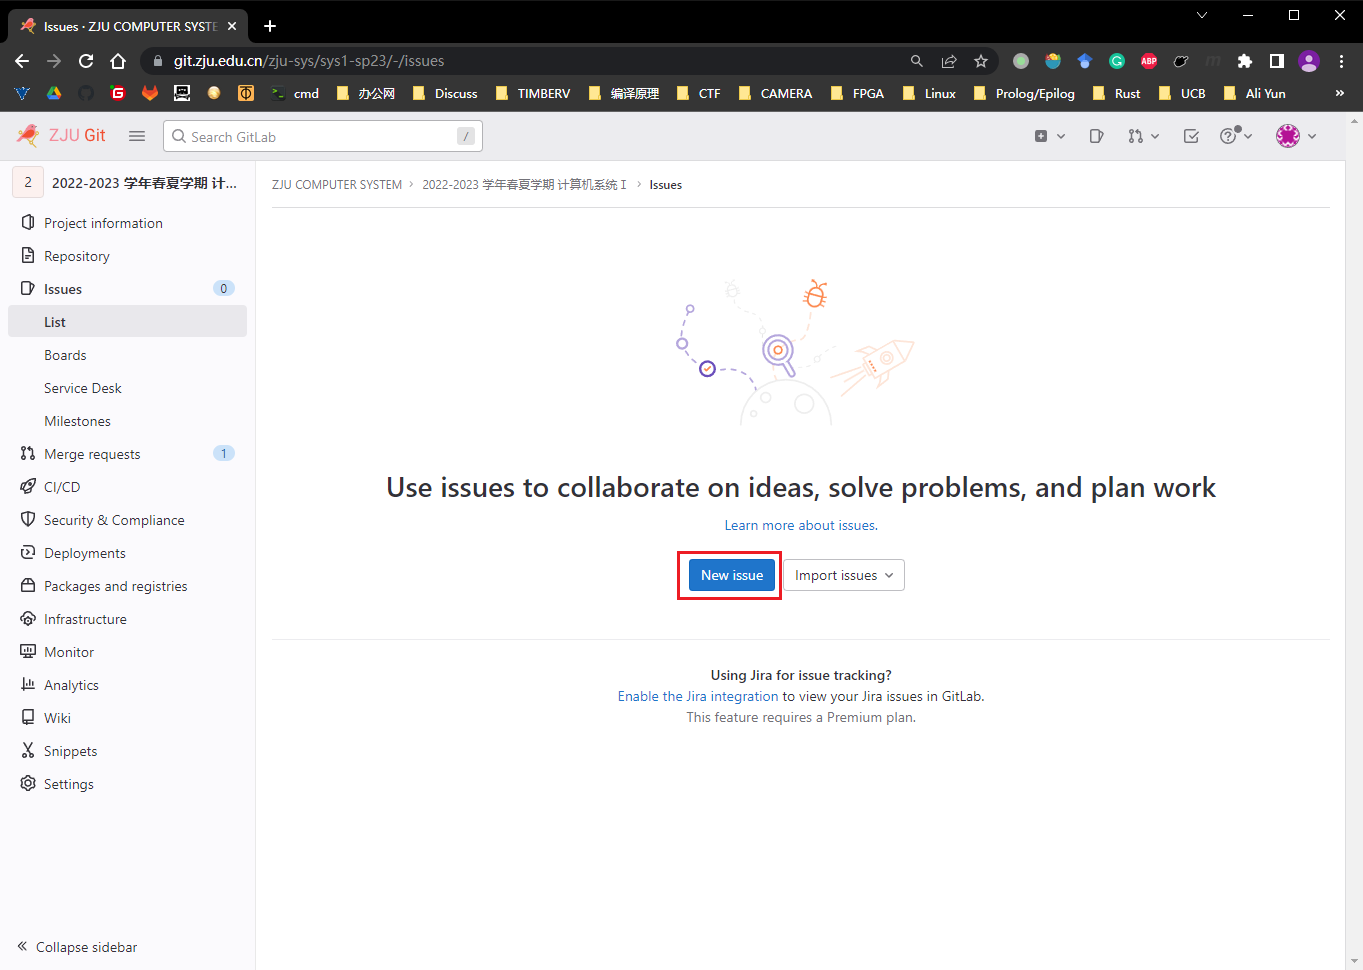 Issues · ZJU COMPUTER SYSTE
git.zju.edu.cn/zju-sys/sys1-sp23/-/issues
ABP
cmd 办公网 Discuss TIMBERV 编译原理 CTF CAMERA FPGA Linux Prolog/Epilog Rust UCB Ali Yun »
ZJU Git Search GitLab /
2 2022-2023 学年春夏学期 计...
ZJU COMPUTER SYSTEM › 2022-2023 学年春夏学期 计算机系统 I › Issues
Project information
Repository
Issues 0
List
Boards
Service Desk
Milestones
Merge requests 1
CI/CD
Security & Compliance
Deployments
Packages and registries
Infrastructure
Monitor
Analytics
Wiki
Snippets
Settings
« Collapse sidebar
Use issues to collaborate on ideas, solve problems, and plan work
Learn more about issues.
New issue Import issues
Using Jira for issue tracking?
Enable the Jira integration to view your Jira issues in GitLab.
This feature requires a Premium plan.